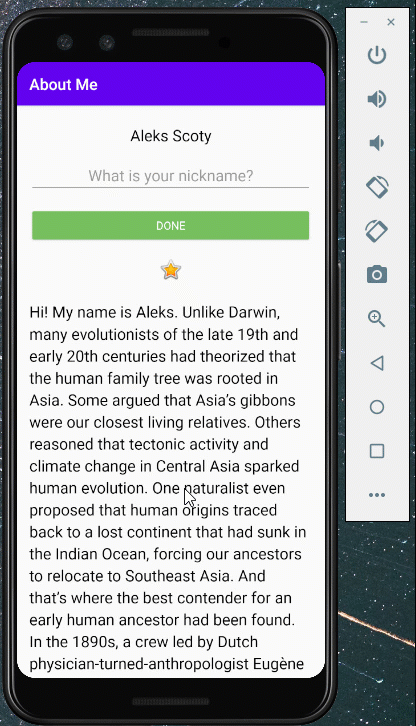 About Me
Aleks Scoty
What is your nickname?
DONE
Hi! My name is Aleks. Unlike Darwin,
many evolutionists of the late 19th and
early 20th centuries had theorized that
the human family tree was rooted in
Asia. Some argued that Asia’s gibbons
were our closest living relatives. Others
reasoned that tectonic activity and
climate change in Central Asia sparked
human evolution. One naturalist even
proposed that human origins traced
back to a lost continent that had sunk in
the Indian Ocean, forcing our ancestors
to relocate to Southeast Asia. And
that’s where the best contender for an
early human ancestor had been found.
In the 1890s, a crew led by Dutch
physician-turned-anthropologist Eugène